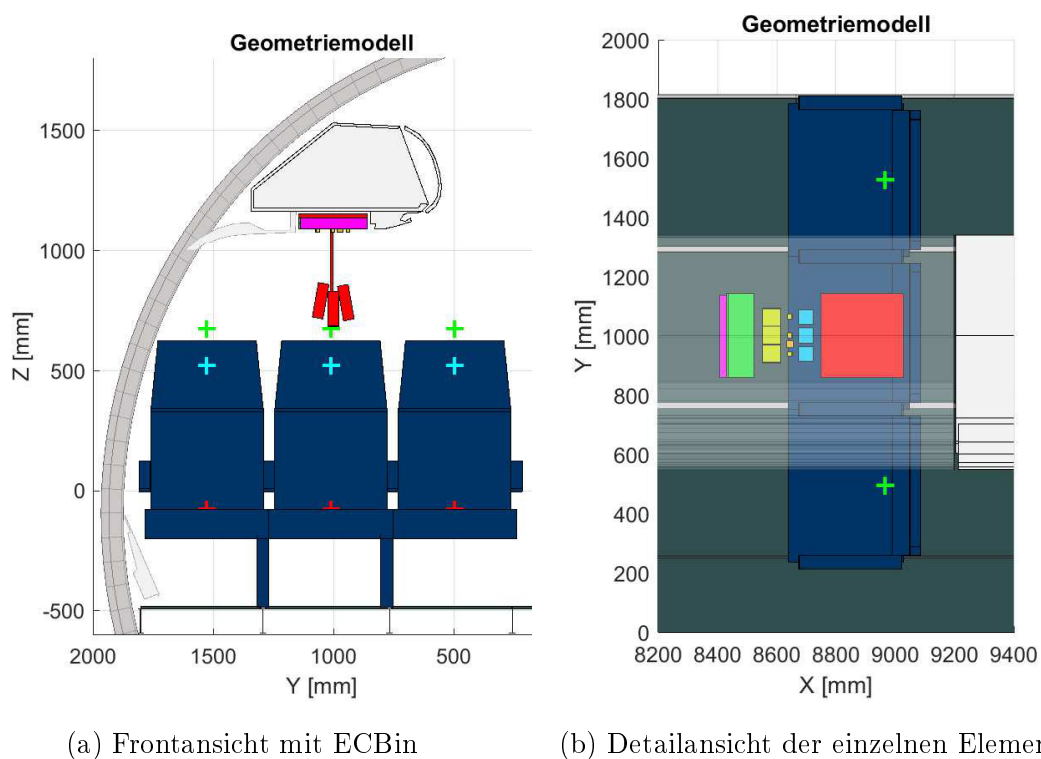 Geometriemodell
1500
1000
500
0
-500
Z [mm]
2000 1500 1000 500
Y [mm]
(a) Frontansicht mit ECBin
Geometriemodell
2000
1800
1600
1400
1200
1000
800
600
400
200
0
Y [mm]
8200 8400 8600 8800 9000 9200 9400
X [mm]
(b) Detailansicht der einzelnen